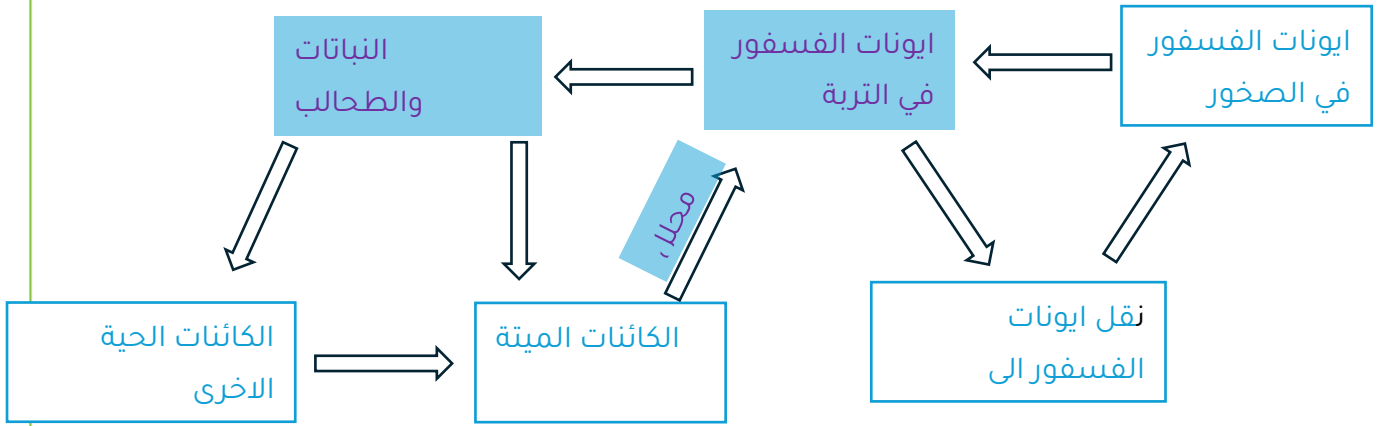 ايونات الفسفور
في الصخور
ايونات الفسفور
في التربة
النباتات
والطحالب
محلل،
نقل ايونات
الفسفور الى
الكائنات الميتة
الكائنات الحية
الاخرى